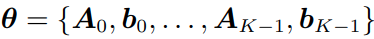 θ = {A₀, b₀, . . . , A_{K−1}, b_{K−1}}